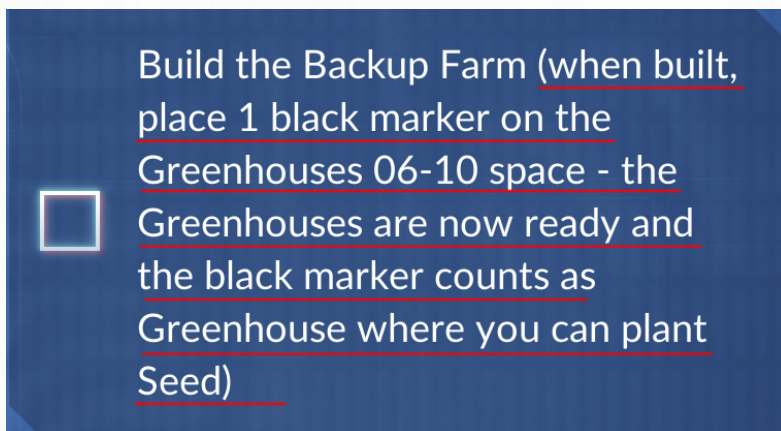 Build the Backup Farm (when built,
place 1 black marker on the
Greenhouses 06-10 space - the
Greenhouses are now ready and
the black marker counts as
Greenhouse where you can plant
Seed)